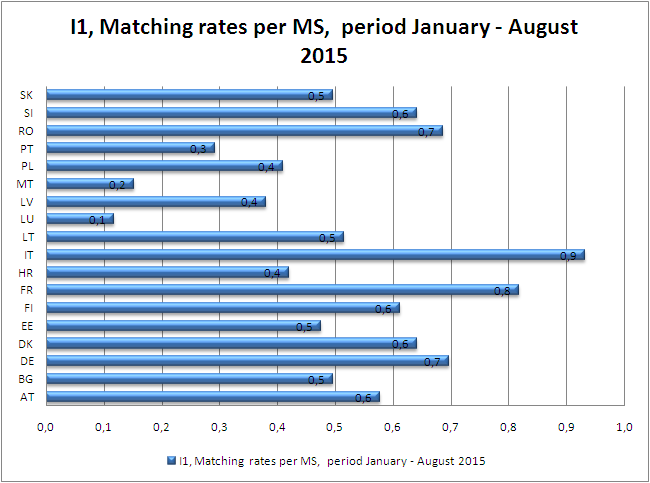 I1, Matching rates per MS,  period January - August
2015
SK 0,5
SI 0,6
RO 0,7
PT 0,3
PL 0,4
MT 0,2
LV 0,4
LU 0,1
LT 0,5
IT 0,9
HR 0,4
FR 0,8
FI 0,6
EE 0,5
DK 0,6
DE 0,7
BG 0,5
AT 0,6
0,0 0,1 0,2 0,3 0,4 0,5 0,6 0,7 0,8 0,9 1,0
I1, Matching rates per MS,  period January - August 2015